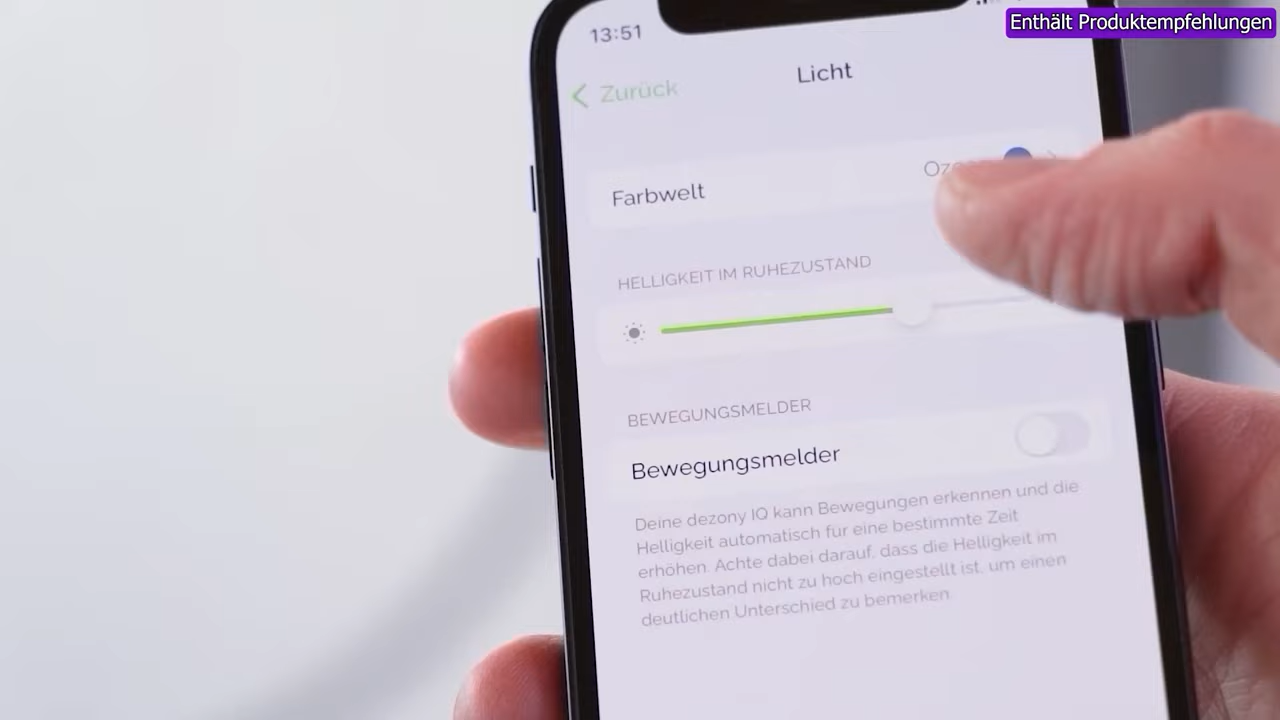 Enthält Produktempfehlungen
13:51
Zurück
Licht
Farbwelt
HELLIGKEIT IM RUHEZUSTAND
BEWEGUNGSMELDER
Bewegungsmelder
Deine dezony IQ kann Bewegungen erkennen und die
Helligkeit automatisch für eine bestimmte Zeit
erhöhen. Achte dabei darauf, dass die Helligkeit im
Ruhezustand nicht zu hoch eingestellt ist, um einen
deutlichen Unterschied zu bemerken.